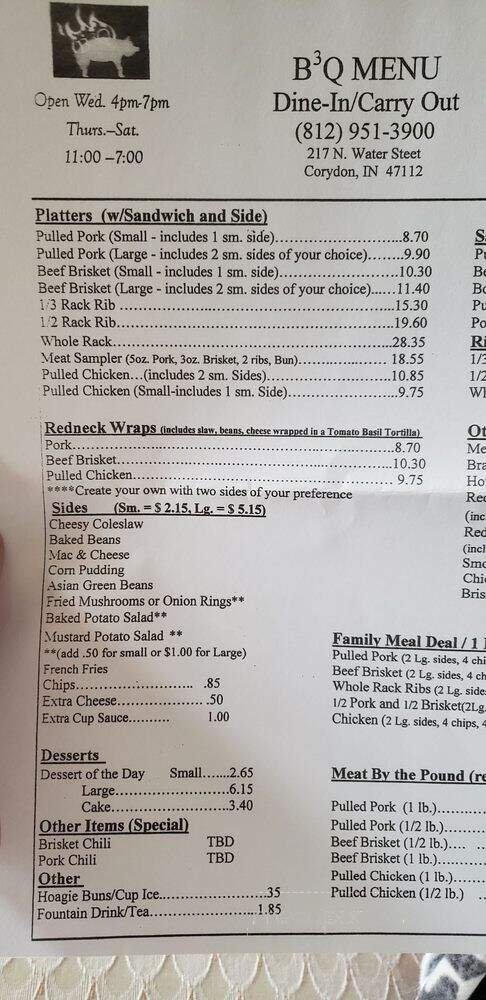 B³Q MENU
Dine-In/Carry Out
(812) 951-3900
217 N. Water Steet
Corydon, IN 47112
Open Wed. 4pm-7pm
Thurs.–Sat.
11:00 –7:00
Platters (w/Sandwich and Side)
Pulled Pork (Small - includes 1 sm. side)..............................8.70
Pulled Pork (Large - includes 2 sm. sides of your choice)........9.90
Beef Brisket (Small - includes 1 sm. side)............................10.30
Beef Brisket (Large - includes 2 sm. sides of your choice)......11.40
1/3 Rack Rib ..............................15.30
1/2 Rack Rib..............................19.60
Whole Rack..............................28.35
Meat Sampler (5oz. Pork, 3oz. Brisket, 2 ribs, Bun)..................... 18.55
Pulled Chicken...(includes 2 sm. Sides)..............................10.85
Pulled Chicken (Small-includes 1 sm. Side).........................9.75
Redneck Wraps (includes slaw, beans, cheese wrapped in a Tomato Basil Tortilla)
Pork..............................8.70
Beef Brisket..............................10.30
Pulled Chicken.............................. 9.75
****Create your own with two sides of your preference
Sides (Sm. = $ 2.15, Lg. = $ 5.15)
Cheesy Coleslaw
Baked Beans
Mac & Cheese
Corn Pudding
Asian Green Beans
Fried Mushrooms or Onion Rings**
Baked Potato Salad**
Mustard Potato Salad **
**(add .50 for small or $1.00 for Large)
French Fries
Chips........................... .85
Extra Cheese.................... .50
Extra Cup Sauce.......... 1.00
Desserts
Dessert of the Day Small.......2.65
Large.........................6.15
Cake..........................3.40
Other Items (Special)
Brisket Chili TBD
Pork Chili TBD
Other
Hoagie Buns/Cup Ice........................35
Fountain Drink/Tea........................1.85
Family Meal Deal / 1
Pulled Pork (2 Lg. sides, 4 chi
Beef Brisket (2 Lg. sides, 4 ch
Whole Rack Ribs (2 Lg. side
1/2 Pork and 1/2 Brisket(2Lg.
Chicken (2 Lg. sides, 4 chips, 4
Meat By the Pound (re
Pulled Pork (1 lb.).........
Pulled Pork (1/2 lb.).......
Beef Brisket (1/2 lb.).... ..
Beef Brisket (1 lb.)........
Pulled Chicken (1 lb.)......
Pulled Chicken (1/2 lb.) ..